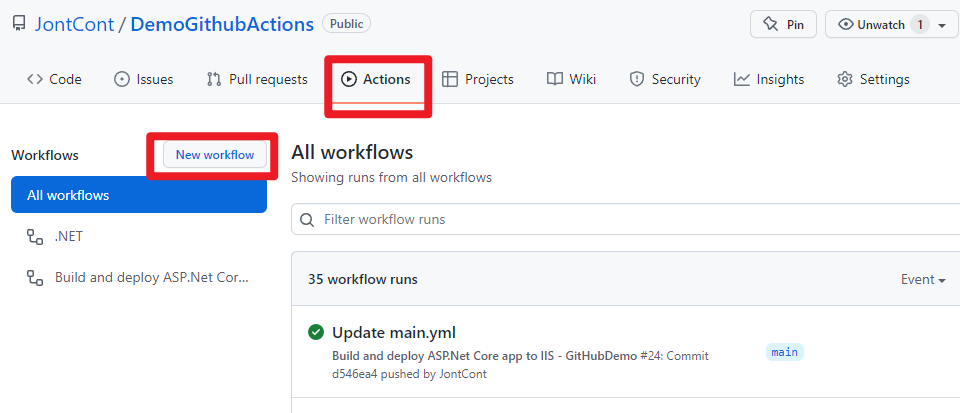 JontCont / DemoGithubActions Public Pin Unwatch 1
Code Issues Pull requests Actions Projects Wiki Security Insights Settings
Workflows New workflow
All workflows
.NET
Build and deploy ASP.Net Cor...
All workflows
Showing runs from all workflows
Filter workflow runs
35 workflow runs Event
Update main.yml
Build and deploy ASP.Net Core app to IIS - GitHubDemo #24: Commit
d546ea4 pushed by JontCont
main